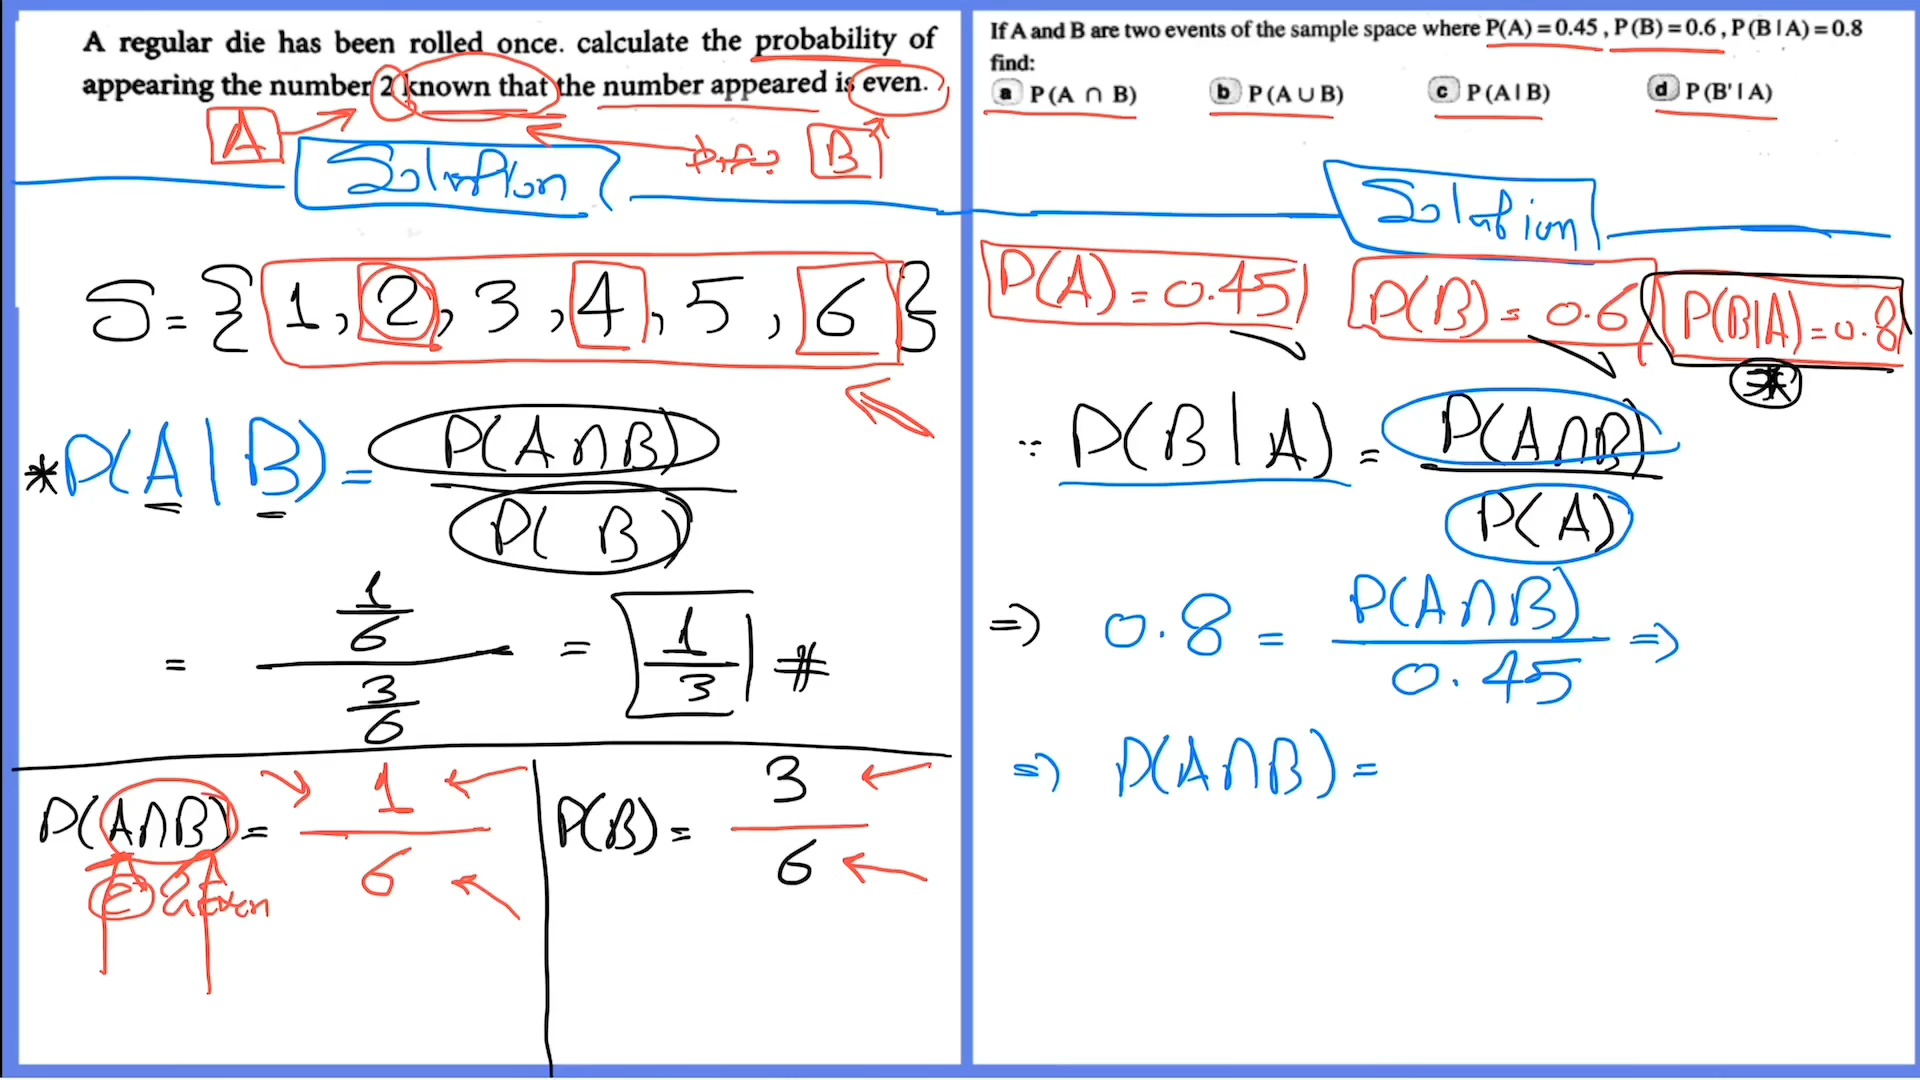 A regular die has been rolled once. calculate the probability of
appearing the number 2 known that the number appeared is even.
A
B
Solution
S = { 1, 2, 3, 4, 5, 6 }
* P(A | B) = P(A∩B) / P( B)
= 1/6 / 3/6 = 1/3 #
P(A∩B) = 1/6
Even
P(B) = 3/6
If A and B are two events of the sample space where P(A) = 0.45 , P(B) = 0.6 , P(B | A) = 0.8
find:
a P(A ∩ B) b P(A ∪ B) c P(A | B) d P(B' | A)
Solution
P(A) = 0.45 P(B) = 0.6 P(B|A) = 0.8
*
∵ P(B | A) = P(A∩B) / P(A)
=> 0.8 = P(A∩B) / 0.45 =>
=> P(A∩B) =